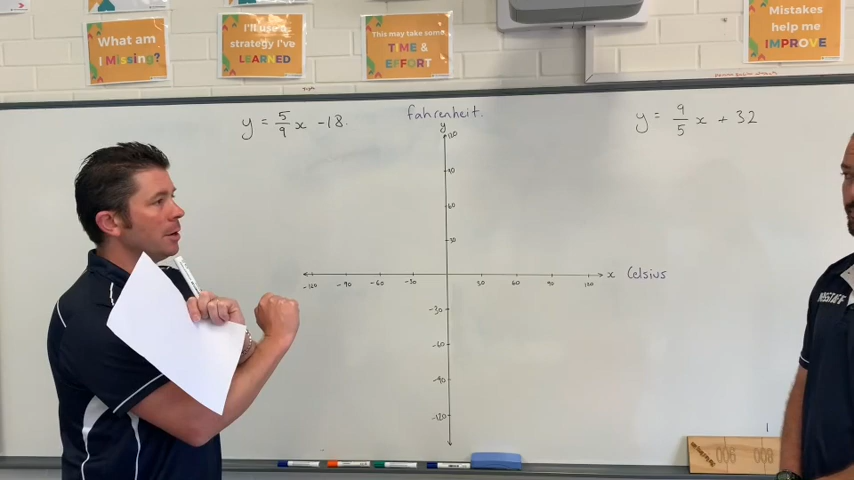 What am
I Missing?
I'll use a
strategy I've
LEARNED
This may take some
TIME &
EFFORT
Mistakes
help me
IMPROVE
y = 5/9 x - 18.
fahrenheit.
y = 9/5 x + 32
y
120
90
60
30
x Celsius
-120 -90 -60 -30 30 60 90 120
-30
-60
-90
-120